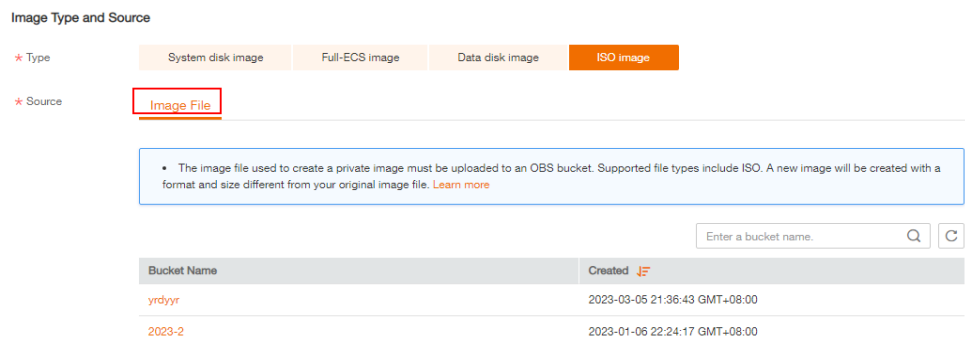 Image Type and Source
* Type System disk image Full-ECS image Data disk image ISO image
* Source Image File
• The image file used to create a private image must be uploaded to an OBS bucket. Supported file types include ISO. A new image will be created with a
format and size different from your original image file. Learn more
Enter a bucket name.
Bucket Name Created
yrdyyr 2023-03-05 21:36:43 GMT+08:00
2023-2 2023-01-06 22:24:17 GMT+08:00